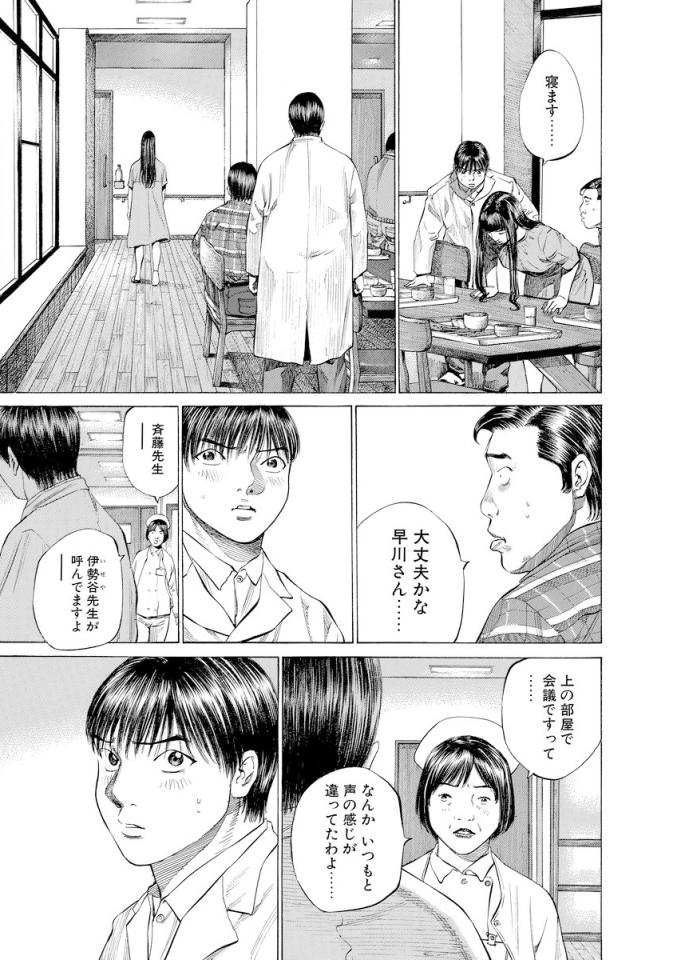 寝ます……
大丈夫かな
早川さん……
斉藤先生
――
伊勢谷先生が
いせや
呼んでますよ
――
上の部屋で
会議ですって
……
なんか いつもと
声の感じが
違ってたわよ……